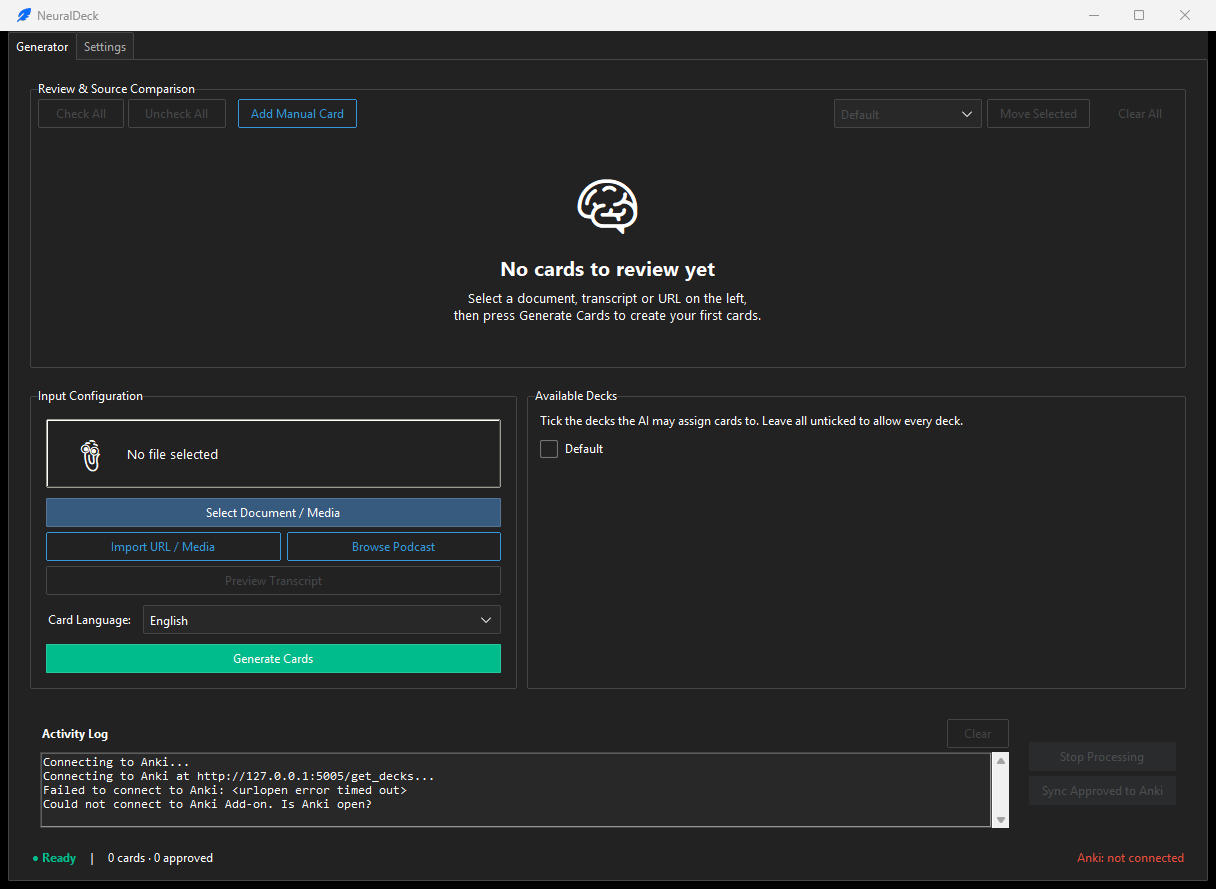 NeuralDeck
Generator
Settings
Review & Source Comparison
Check All
Uncheck All
Add Manual Card
Default
Move Selected
Clear All
No cards to review yet
Select a document, transcript or URL on the left,
then press Generate Cards to create your first cards.
Input Configuration
No file selected
Select Document / Media
Import URL / Media
Browse Podcast
Preview Transcript
Card Language:
English
Generate Cards
Available Decks
Tick the decks the AI may assign cards to. Leave all unticked to allow every deck.
Default
Activity Log
Clear
Connecting to Anki...
Connecting to Anki at http://127.0.0.1:5005/get_decks...
Failed to connect to Anki: <urlopen error timed out>
Could not connect to Anki Add-on. Is Anki open?
Stop Processing
Sync Approved to Anki
● Ready | 0 cards · 0 approved
Anki: not connected